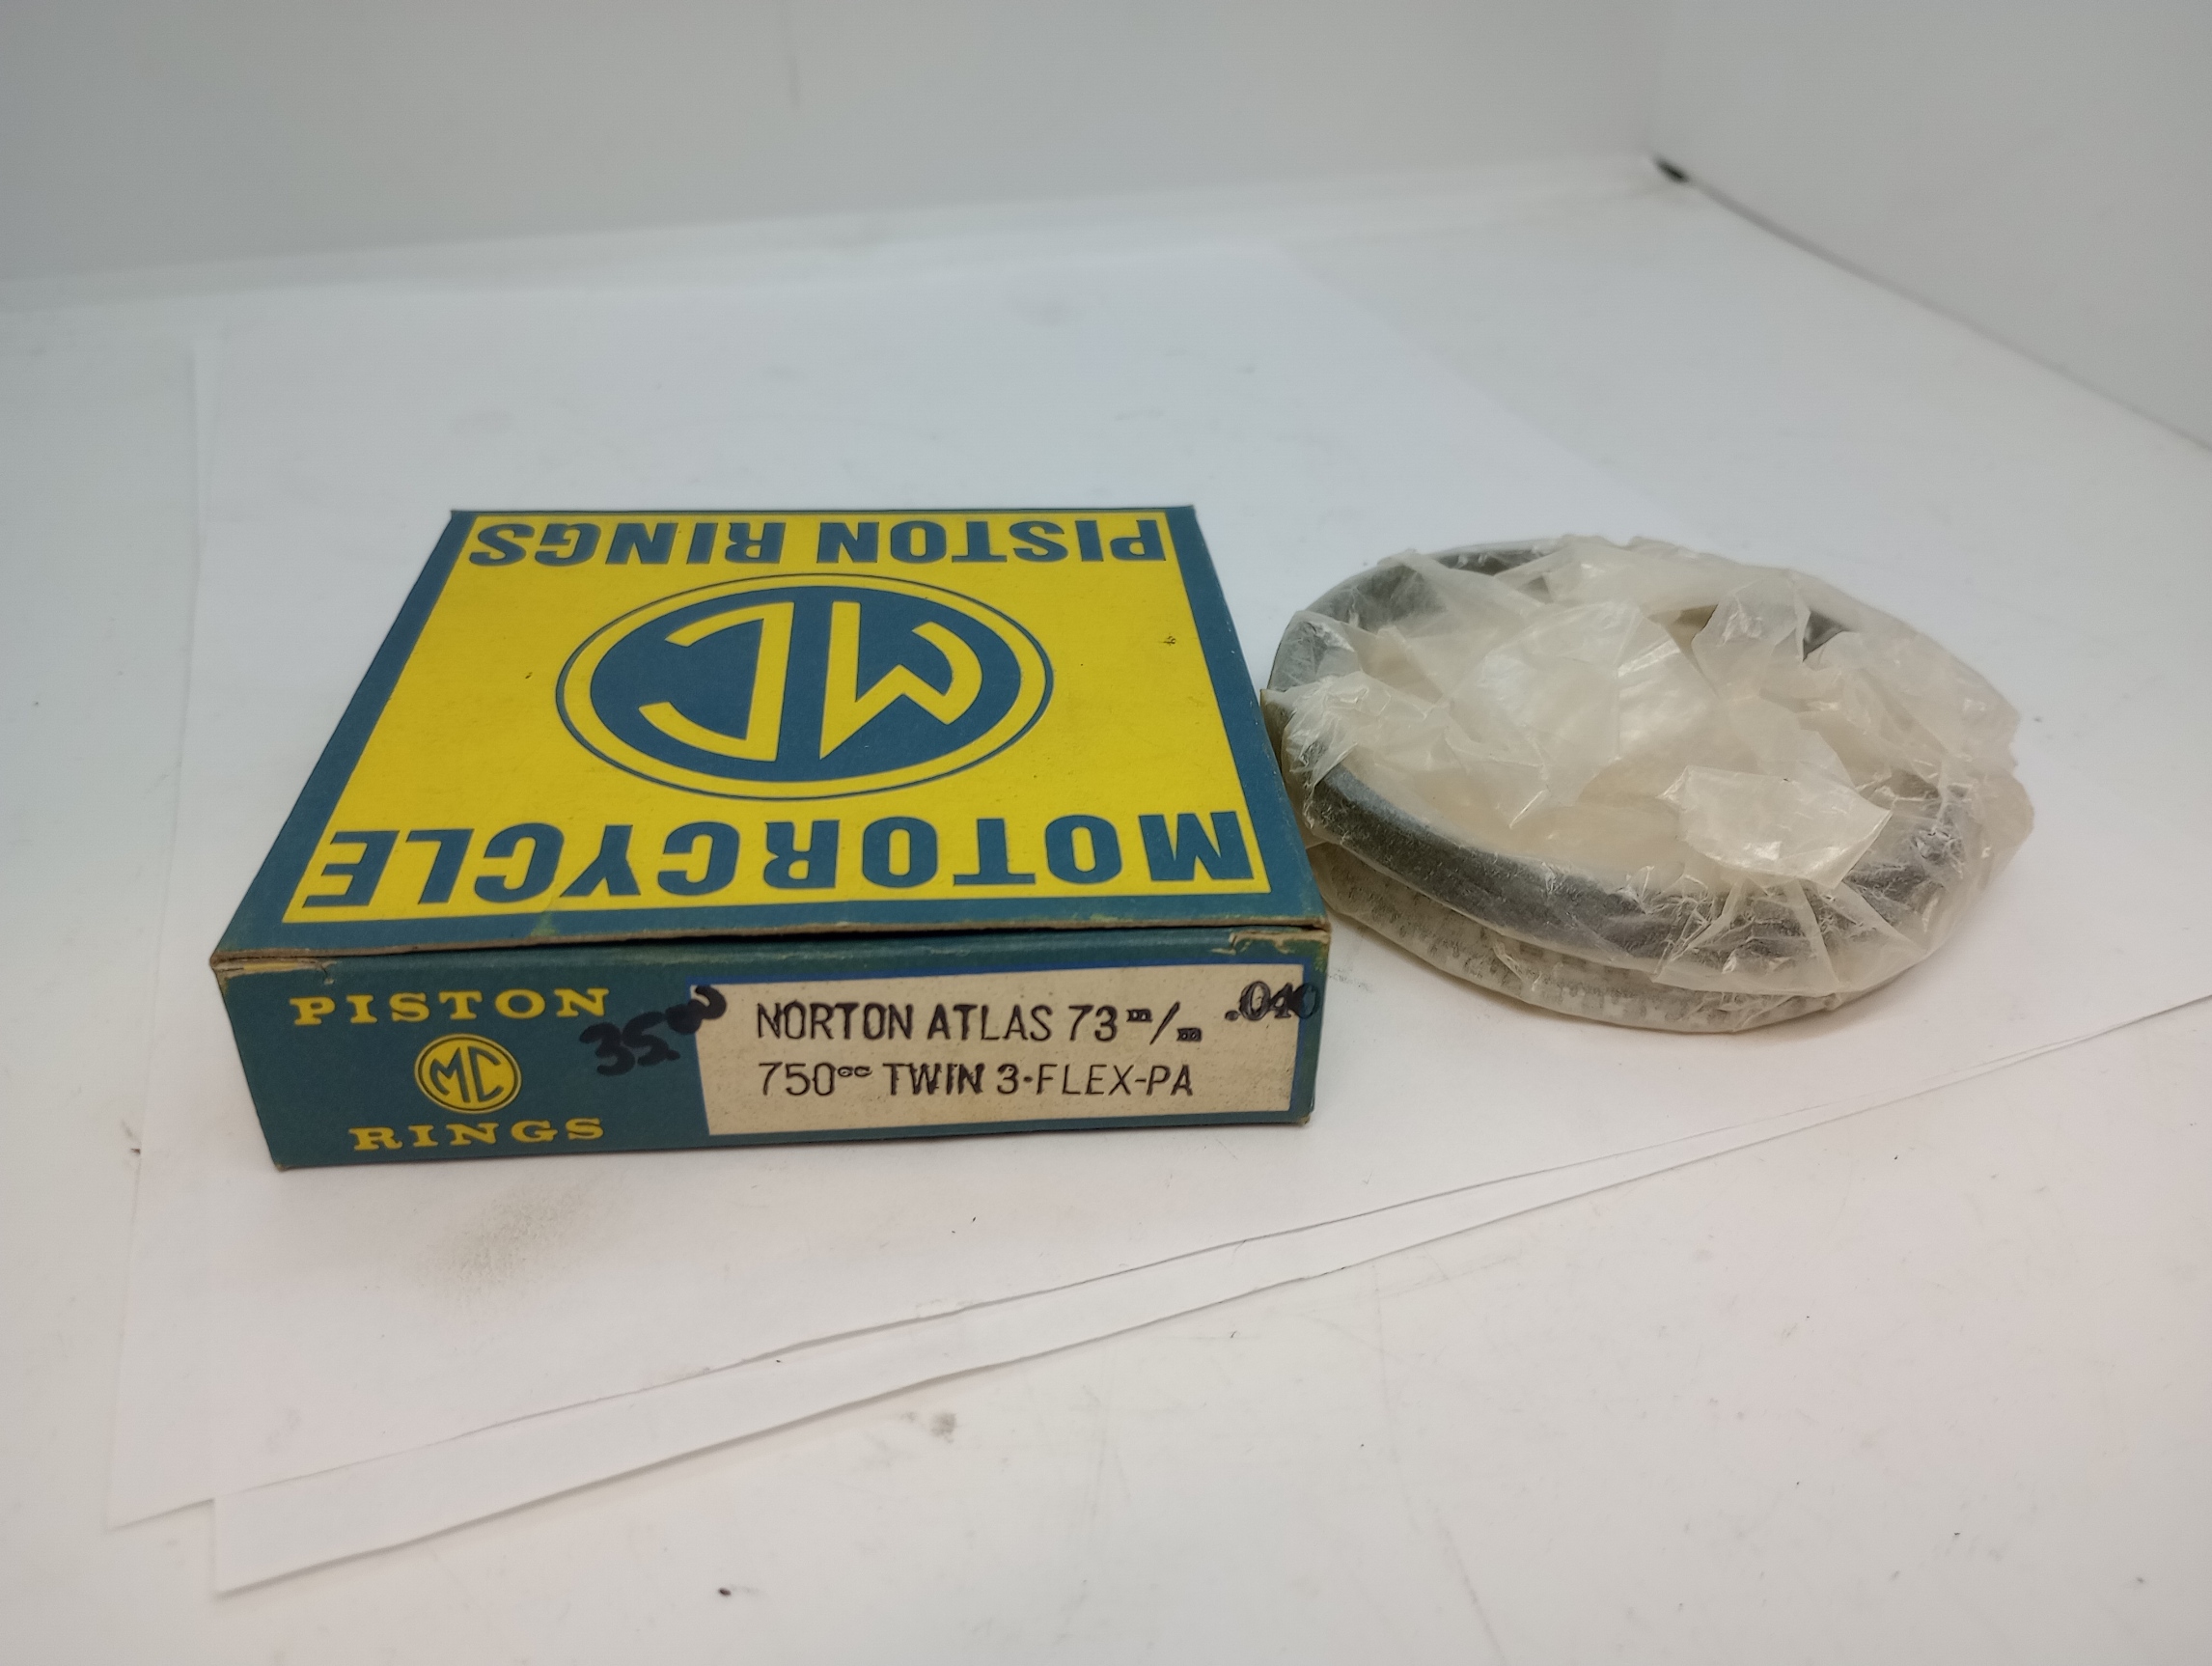 PISTON RINGS
MC
MOTORCYCLE
PISTON
MC
RINGS
35.00
NORTON ATLAS 73 m/m .040
750cc TWIN 3-FLEX-PA